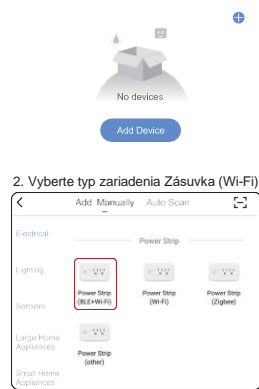 No devices
Add Device
2. Vyberte typ zariadenia Zásuvka (Wi-Fi)
Add Manually Auto Scan
Electrical
Power Strip
Lighting
Power Strip (BLE+Wi-Fi)
Power Strip (Wi-Fi)
Power Strip (Zigbee)
Sensors
Large Home Appliances
Power Strip (other)
Small Home Appliances